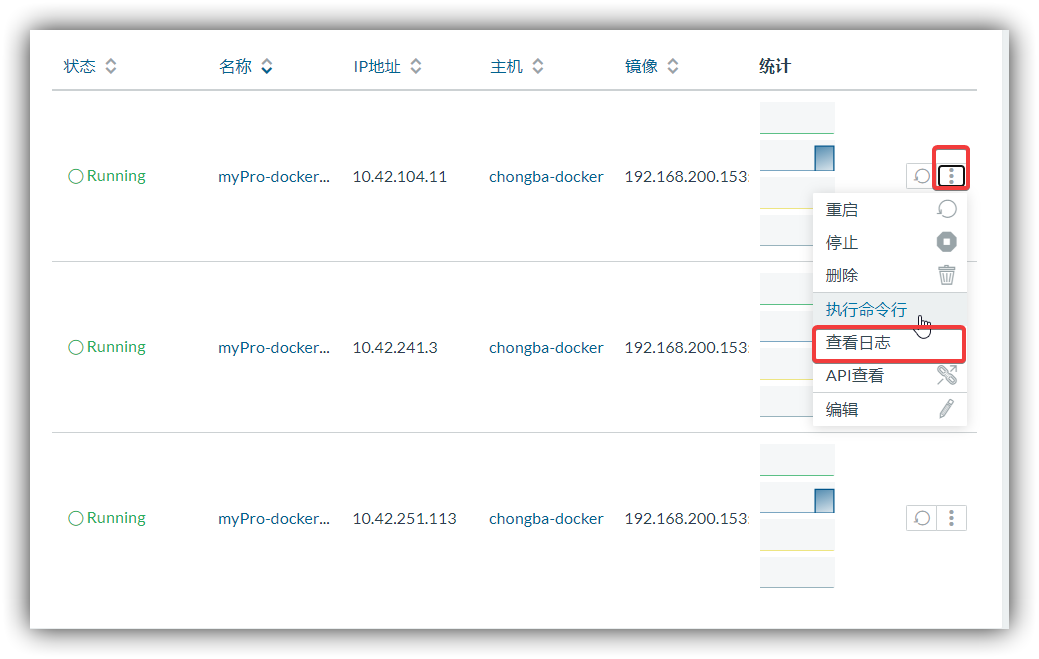 状态 名称 IP地址 主机 镜像 统计
Running myPro-docker... 10.42.104.11 chongba-docker 192.168.200.153:
重启
停止
删除
执行命令行
查看日志
API查看
编辑
Running myPro-docker... 10.42.241.3 chongba-docker 192.168.200.153:
Running myPro-docker... 10.42.251.113 chongba-docker 192.168.200.153: